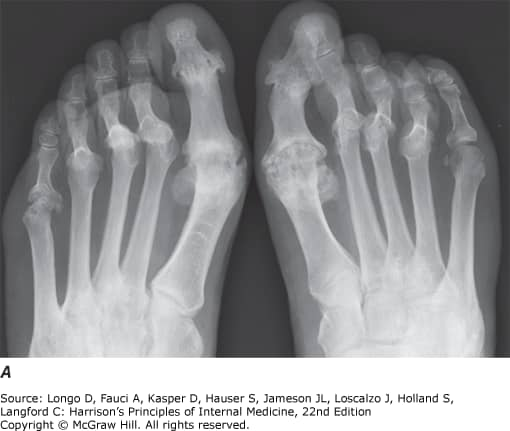 A
Source: Longo D, Fauci A, Kasper D, Hauser S, Jameson JL, Loscalzo J, Holland S,
Langford C: Harrison’s Principles of Internal Medicine, 22nd Edition
Copyright © McGraw Hill. All rights reserved.